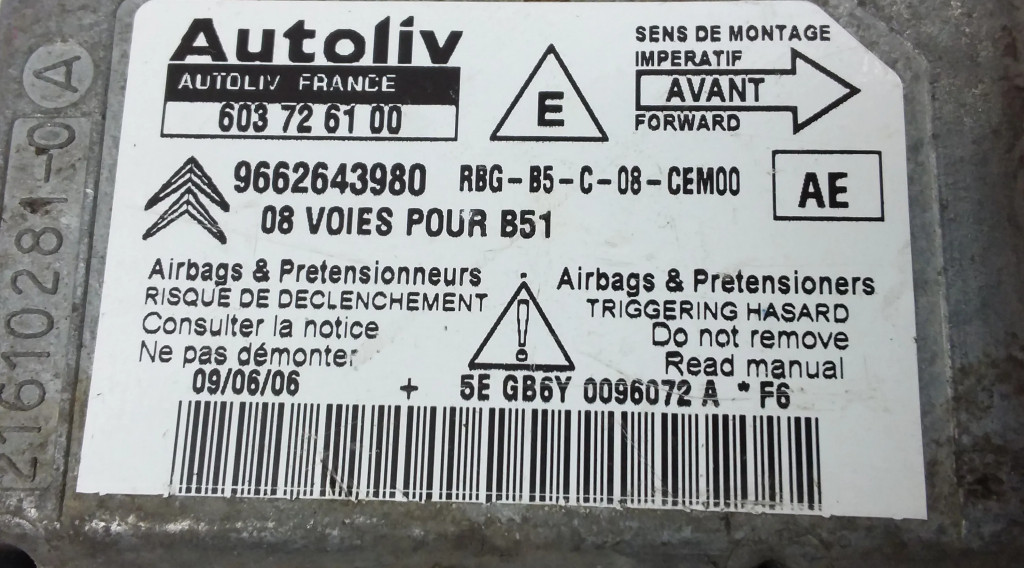 Autoliv
AUTOLIV FRANCE
603 72 61 00
E
SENS DE MONTAGE
IMPERATIF
AVANT
FORWARD
9662643980 RBG-B5-C-08-CEM00
08 VOIES POUR B51
AE
Airbags & Pretensionneurs
RISQUE DE DECLENCHEMENT
Consulter la notice
Ne pas démonter
!
Airbags & Pretensioners
TRIGGERING HASARD
Do not remove
Read manual
09/06/06 + 5E GB6Y 0096072 A * F6
21610281-0 A